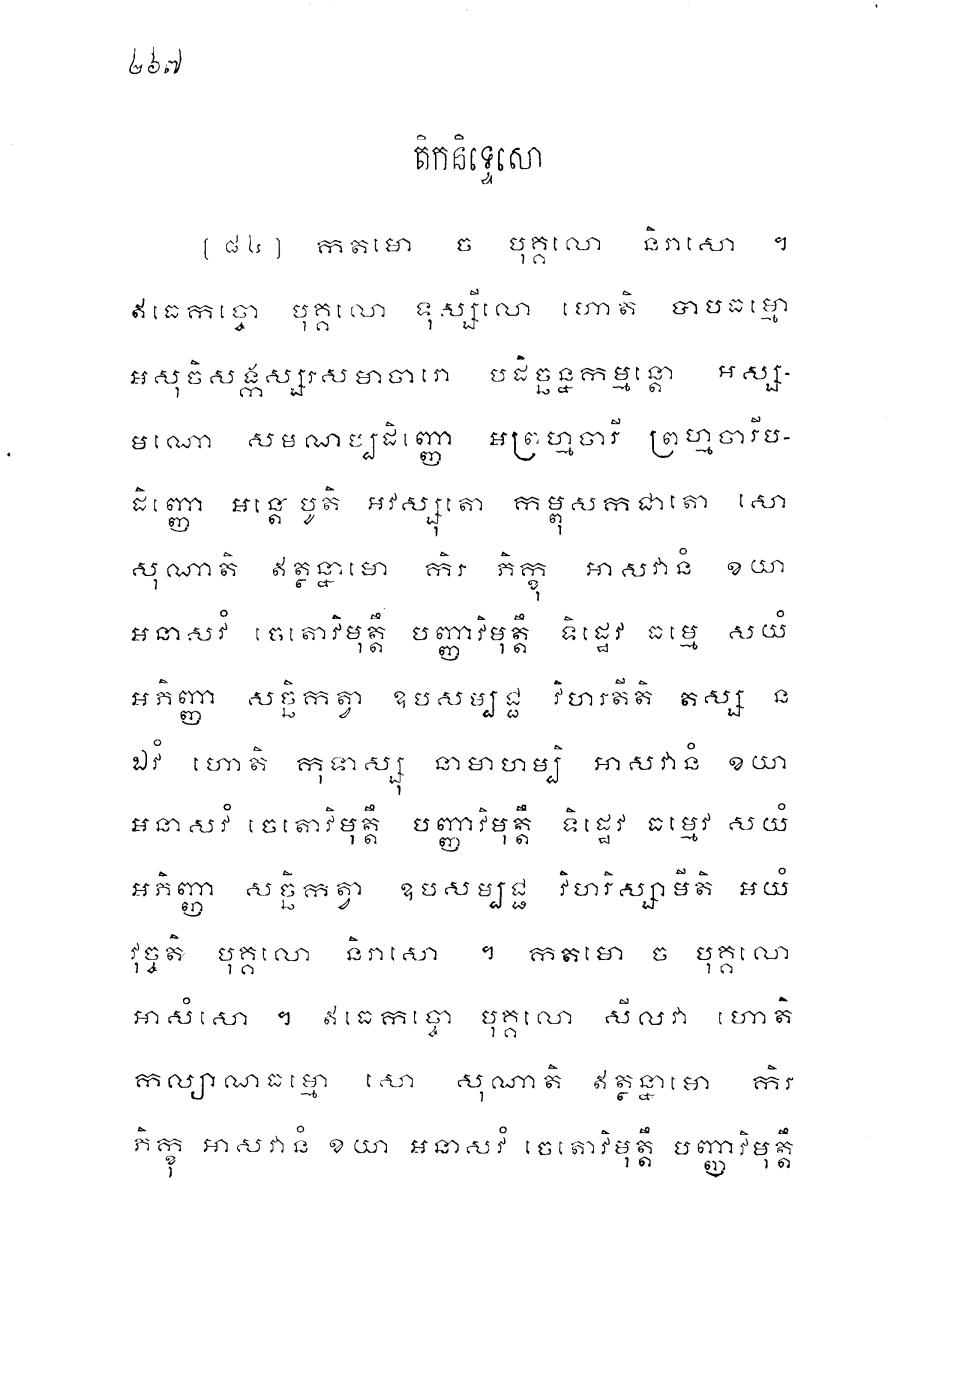 ២៦៧
តិកនិទ្ទេសោ
(៨៤) កតមោ ច បុគ្គលោ និរាសោ ។
ឥធេកច្ចោ បុគ្គលោ ទុស្សីលោ ហោតិ បាបធម្មោ
អសុចិសង្កស្សរសមាចារោ បដិច្ឆន្នកម្មន្តោ អស្ស-
មណោ សមណប្បដិញ្ញោ អព្រហ្មចារី ព្រហ្មចារីប-
ដិញ្ញោ អន្តេបូតិ អវស្សុតោ កម្ពុសកជាតោ សោ
សុណាតិ ឥត្ថន្នាមោ កិរ ភិក្ខុ អាសវានំ ខយា
អនាសវំ ចេតោវិមុត្តឹ បញ្ញាវិមុត្តឹ ទិដ្ឋេវ ធម្មេ សយំ
អភិញ្ញា សច្ឆិកត្វា ឧបសម្បជ្ជ វិហរតីតិ តស្ស ន
ឯវំ ហោតិ កុទាស្សុ នាមាហម្បិ អាសវានំ ខយា
អនាសវំ ចេតោវិមុត្តឹ បញ្ញាវិមុត្តឹ ទិដ្ឋេវ ធម្មេវ សយំ
អភិញ្ញា សច្ឆិកត្វា ឧបសម្បជ្ជ វិហរិស្សាមីតិ អយំ
វុច្ចតិ បុគ្គលោ និរាសោ ។ កតមោ ច បុគ្គលោ
អាសំសោ ។ ឥធេកច្ចោ បុគ្គលោ សីលវា ហោតិ
កល្យាណធម្មោ សោ សុណាតិ ឥត្ថន្នាមោ កិរ
ភិក្ខុ អាសវានំ ខយា អនាសវំ ចេតោវិមុត្តឹ បញ្ញាវិមុត្តឹ